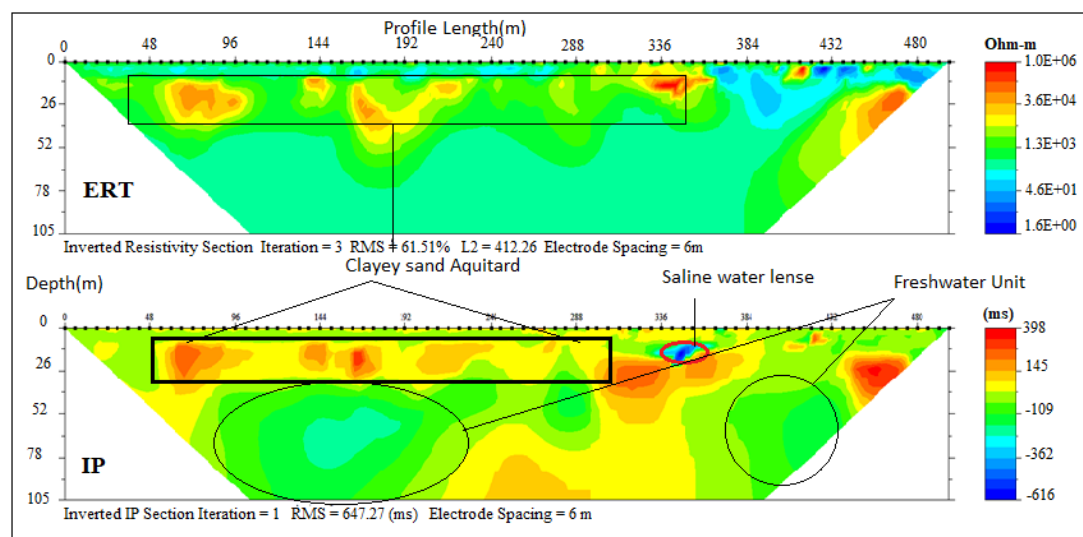 Profile Length(m)
0 48 96 144 192 240 288 336 384 432 480
Ohm-m
0
26
52
78
105
1.0E+06
3.6E+04
1.3E+03
4.6E+01
1.6E+00
ERT
Inverted Resistivity Section Iteration = 3 RMS = 61.51% L2 = 412.26 Electrode Spacing = 6m
Clayey sand Aquitard
Saline water lense
Freshwater Unit
Depth(m)
0 48 96 144 192 288 336 432 480
(ms)
0
26
52
78
105
398
145
-109
-362
-616
IP
Inverted IP Section Iteration = 1 RMS = 647.27 (ms) Electrode Spacing = 6 m